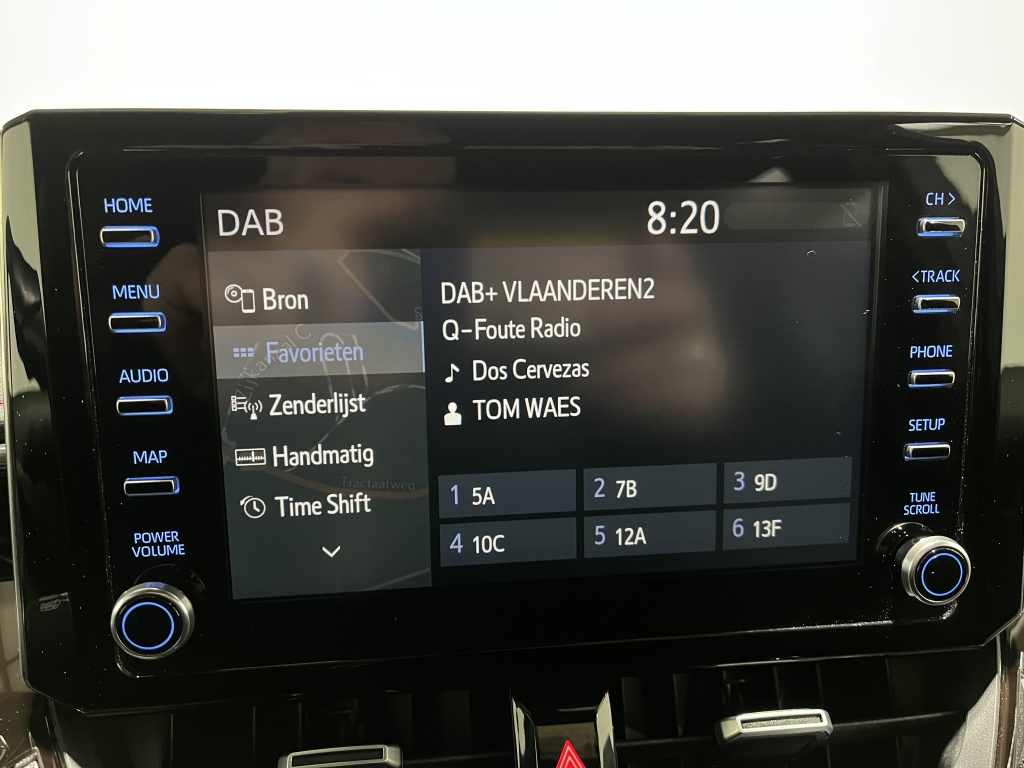 HOME
MENU
AUDIO
MAP
POWER
VOLUME
DAB
8:20
Bron
Favorieten
Zenderlijst
Handmatig
Tractaatweg
Time Shift
DAB+ VLAANDEREN2
Q-Foute Radio
Dos Cervezas
TOM WAES
1 5A
2 7B
3 9D
4 10C
5 12A
6 13F
CH >
< TRACK
PHONE
SETUP
TUNE
SCROLL